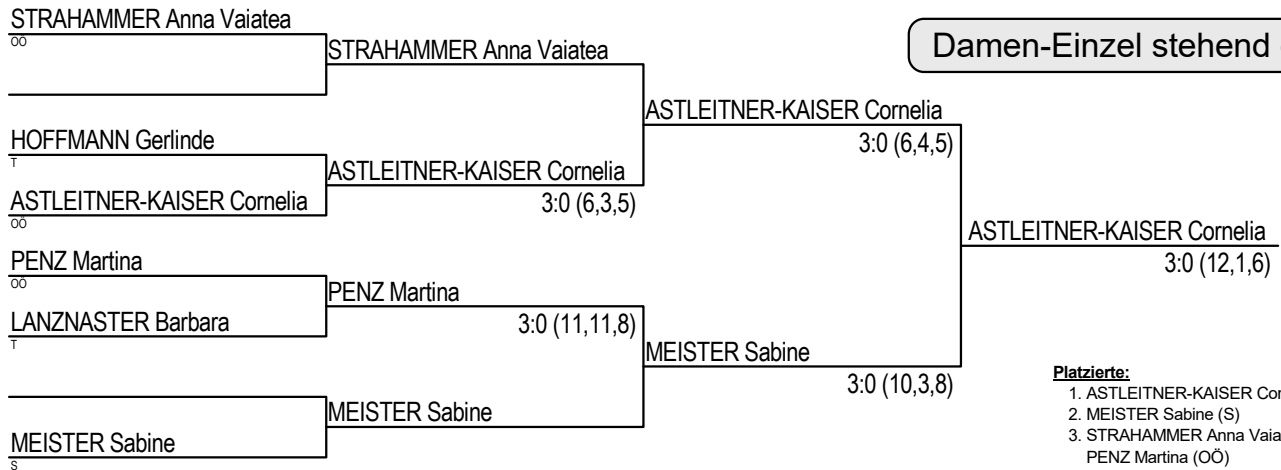 STRAHAMMER Anna Vaiatea
OÖ
STRAHAMMER Anna Vaiatea
Damen-Einzel stehend
ASTLEITNER-KAISER Cornelia
3:0 (6,4,5)
HOFFMANN Gerlinde
T
ASTLEITNER-KAISER Cornelia
3:0 (6,3,5)
ASTLEITNER-KAISER Cornelia
OÖ
ASTLEITNER-KAISER Cornelia
3:0 (12,1,6)
PENZ Martina
OÖ
PENZ Martina
3:0 (11,11,8)
LANZNASTER Barbara
T
MEISTER Sabine
3:0 (10,3,8)
MEISTER Sabine
MEISTER Sabine
S
Platzierte:
1. ASTLEITNER-KAISER Cor
2. MEISTER Sabine (S)
3. STRAHAMMER Anna Vaia
PENZ Martina (OÖ)